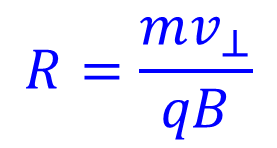 R = mv⊥ / qB